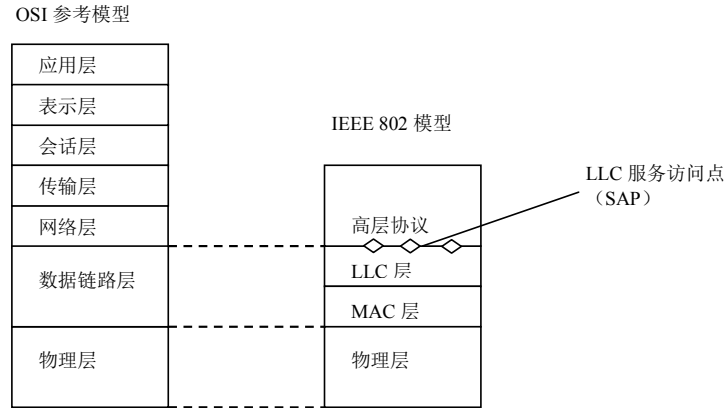 OSI 参考模型
应用层
表示层
会话层
传输层
网络层
数据链路层
物理层
IEEE 802 模型
高层协议
LLC 层
MAC 层
物理层
LLC 服务访问点
（SAP）